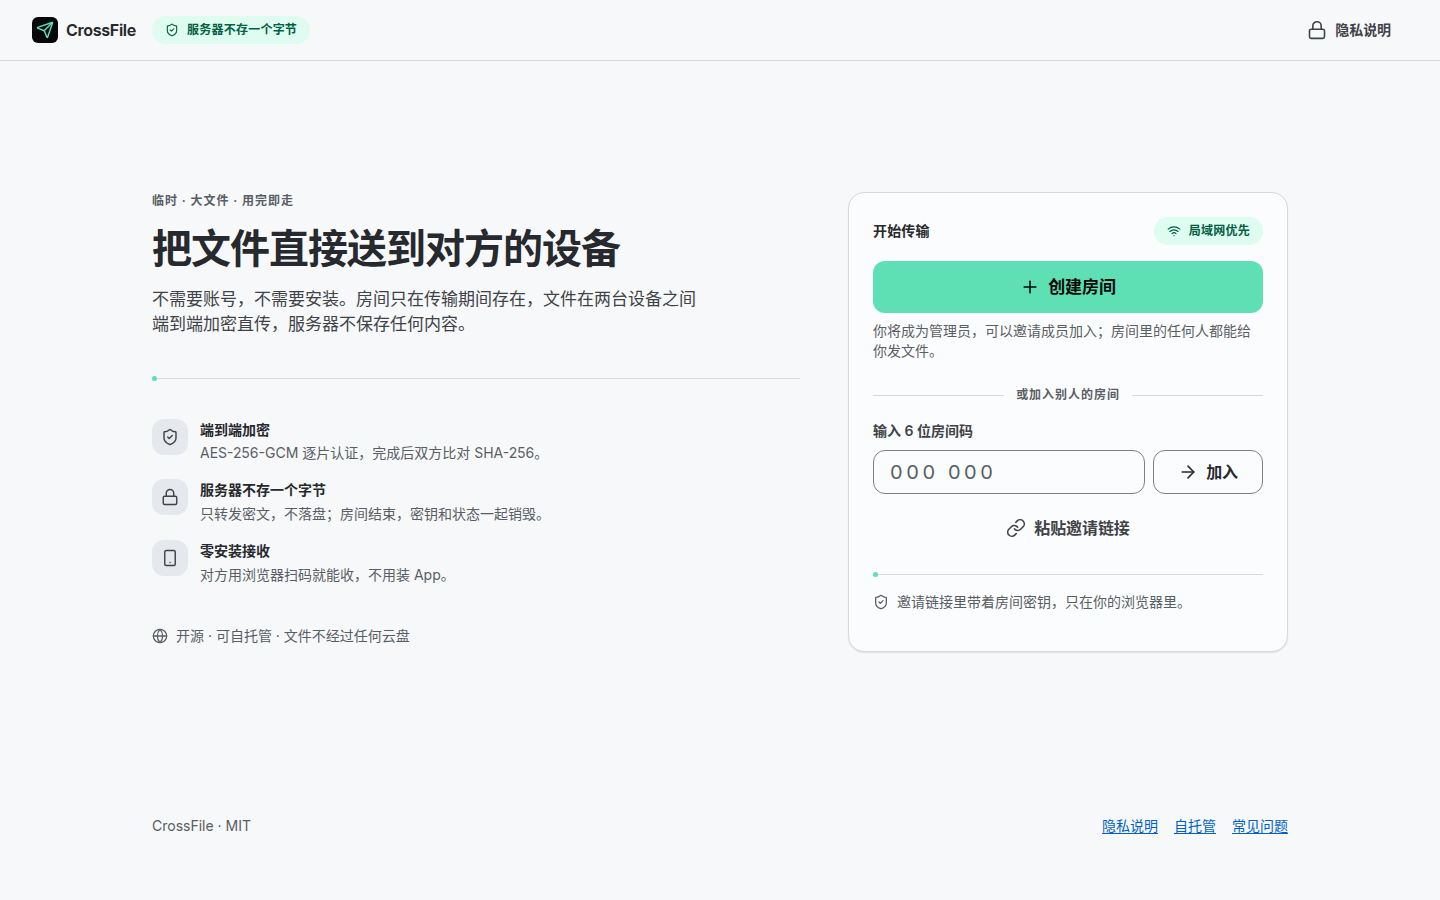 CrossFile
服务器不存一个字节
隐私说明
临时 · 大文件 · 用完即走
把文件直接送到对方的设备
不需要账号，不需要安装。房间只在传输期间存在，文件在两台设备之间
端到端加密直传，服务器不保存任何内容。
端到端加密
AES-256-GCM 逐片认证，完成后双方比对 SHA-256。
服务器不存一个字节
只转发密文，不落盘；房间结束，密钥和状态一起销毁。
零安装接收
对方用浏览器扫码就能收，不用装 App。
开源 · 可自托管 · 文件不经过任何云盘
开始传输
局域网优先
创建房间
你将成为管理员，可以邀请成员加入；房间里的任何人都能给
你发文件。
或加入别人的房间
输入 6 位房间码
000 000
加入
粘贴邀请链接
邀请链接里带着房间密钥，只在你的浏览器里。
CrossFile · MIT
隐私说明
自托管
常见问题